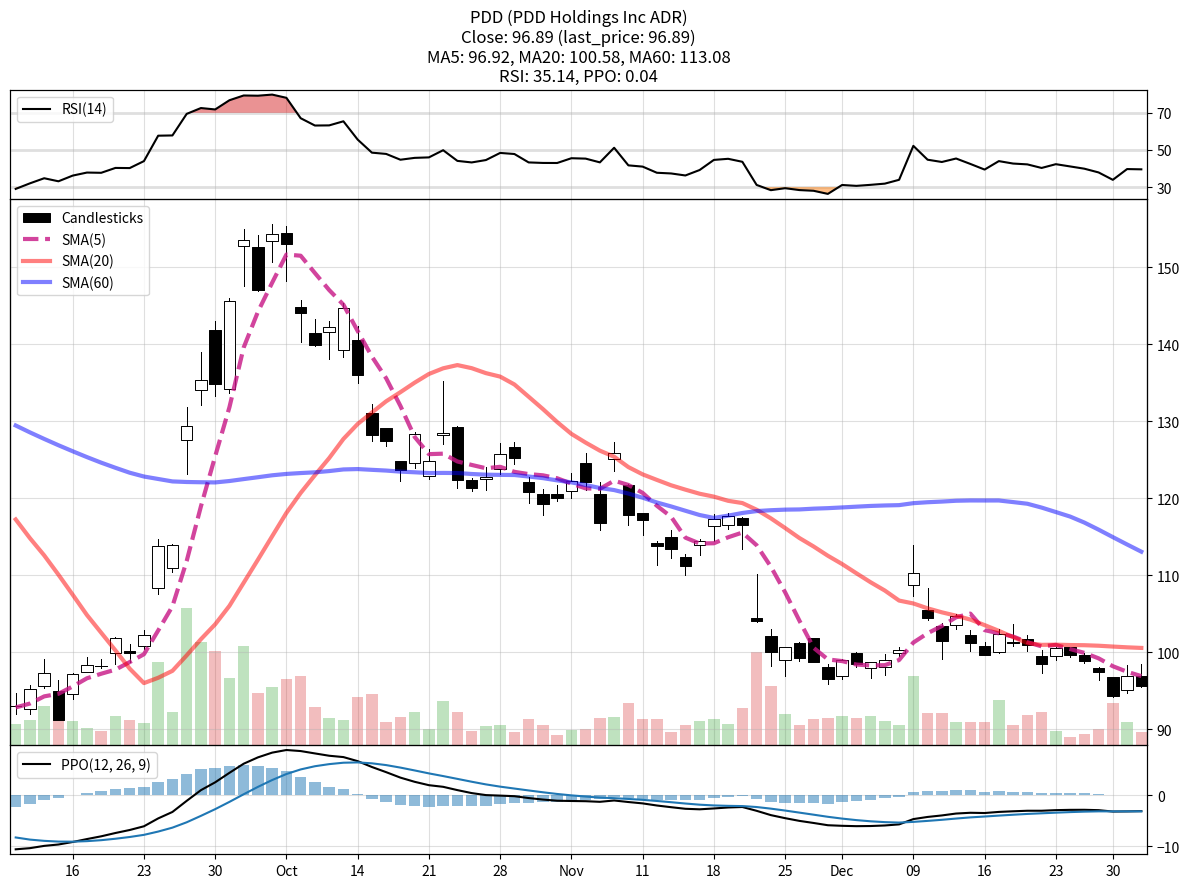 PDD (PDD Holdings Inc ADR)
Close: 96.89 (last_price: 96.89)
MA5: 96.92, MA20: 100.58, MA60: 113.08
RSI: 35.14, PPO: 0.04
RSI(14)
70
50
30
Candlesticks
SMA(5)
SMA(20)
SMA(60)
150
140
130
120
110
100
90
PPO(12, 26, 9)
0
−10
16 23 30 Oct 14 21 28 Nov 11 18 25 Dec 09 16 23 30